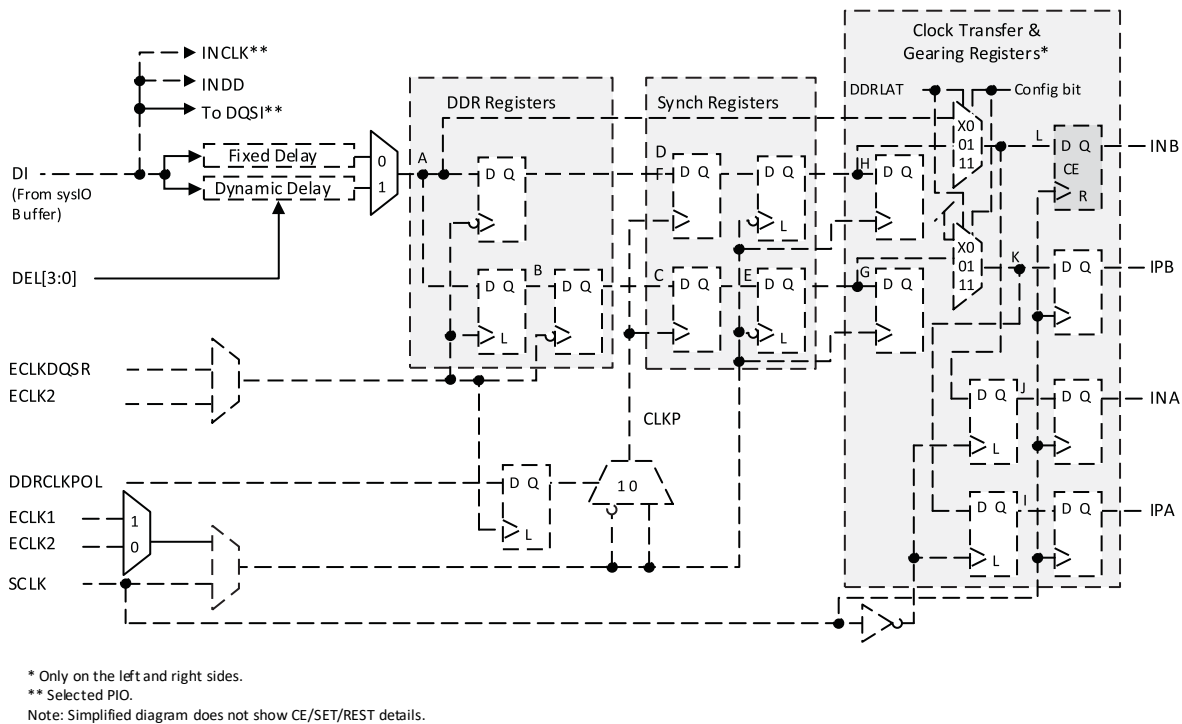 Clock Transfer &
Gearing Registers*
INCLK**
INDD
To DQSI**
DDR Registers
Synch Registers
DDRLAT
Config bit
X0
01
11
DI
(From sysIO
Buffer)
Fixed Delay
Dynamic Delay
0
1
A
D Q
D
F
D Q
D Q
L
H
D Q
L
D Q
CE
R
INB
X0
01
11
DEL[3:0]
D Q
L
B
D Q
C
D Q
E
D Q
L
G
D Q
K
D Q
IPB
ECLKDQSR
ECLK2
CLKP
D Q
L
J
D Q
INA
DDRCLKPOL
D Q
L
1 0
ECLK1
ECLK2
1
0
D Q
L
I
D Q
IPA
SCLK
* Only on the left and right sides.
** Selected PIO.
Note: Simplified diagram does not show CE/SET/REST details.